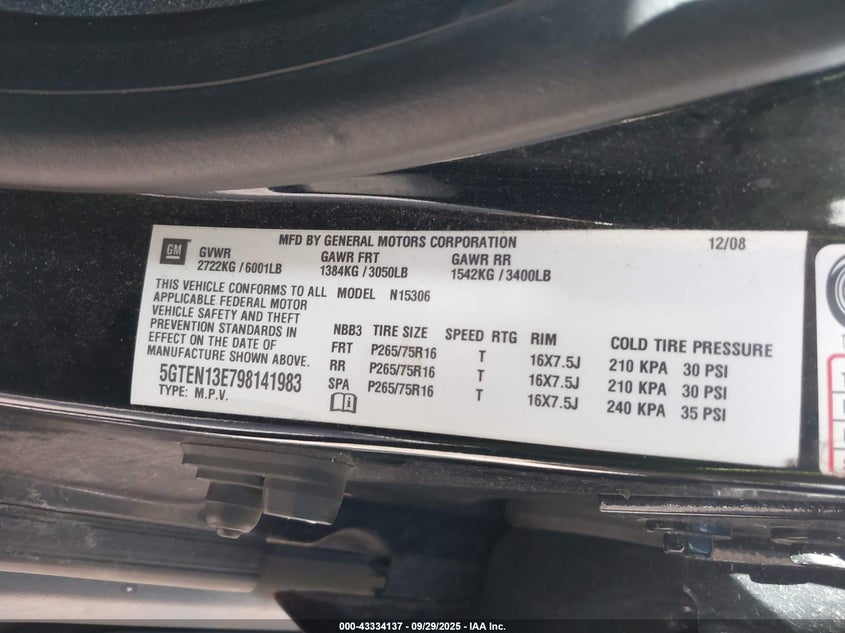 MFD BY GENERAL MOTORS CORPORATION 12/08
GM
GVWR GAWR FRT GAWR RR
2722KG / 6001LB 1384KG / 3050LB 1542KG / 3400LB
THIS VEHICLE CONFORMS TO ALL MODEL N15306
APPLICABLE FEDERAL MOTOR
VEHICLE SAFETY AND THEFT
PREVENTION STANDARDS IN
EFFECT ON THE DATE OF
MANUFACTURE SHOWN ABOVE.
5GTEN13E798141983
TYPE: M.P.V.
NBB3 TIRE SIZE SPEED RTG RIM COLD TIRE PRESSURE
FRT P265/75R16 T 16X7.5J 210 KPA 30 PSI
RR P265/75R16 T 16X7.5J 210 KPA 30 PSI
SPA P265/75R16 T 16X7.5J 240 KPA 35 PSI
000-43334137 - 09/29/2025 - IAA Inc.